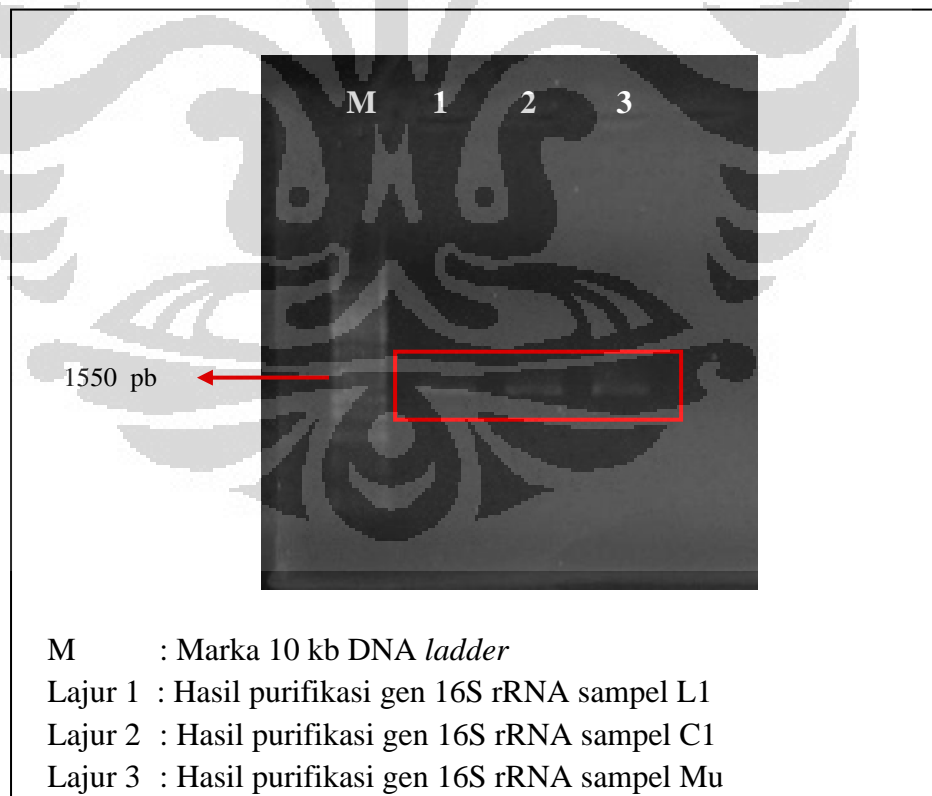 M 1 2 3
1550 pb
M : Marka 10 kb DNA ladder
Lajur 1 : Hasil purifikasi gen 16S rRNA sampel L1
Lajur 2 : Hasil purifikasi gen 16S rRNA sampel C1
Lajur 3 : Hasil purifikasi gen 16S rRNA sampel Mu